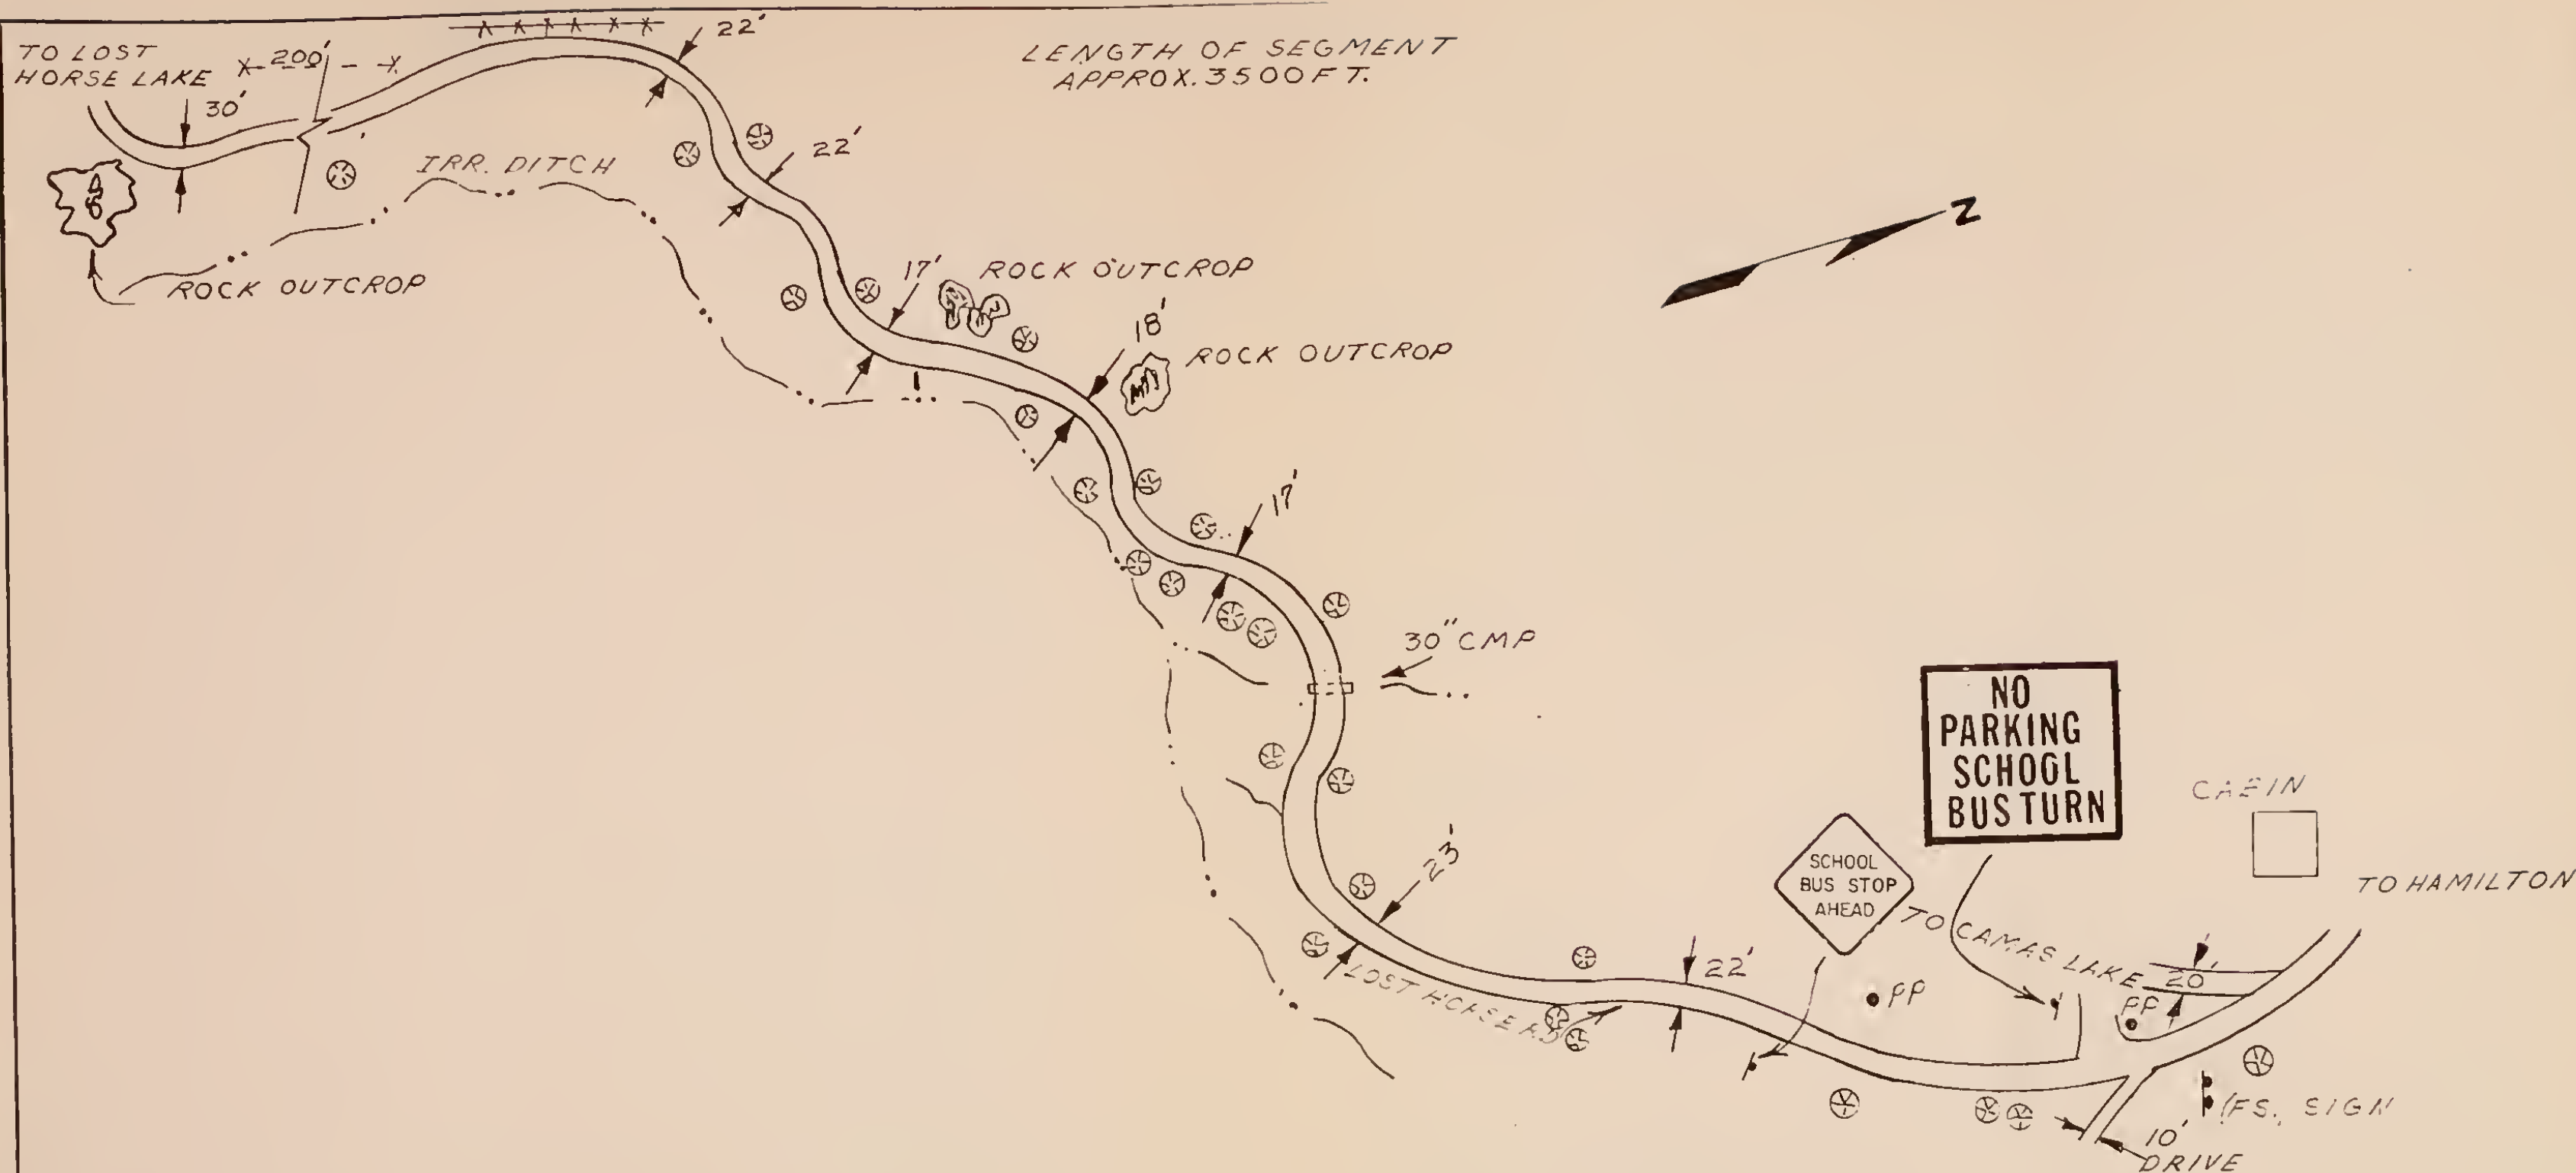 TO LOST
HORSE LAKE
200'
30'
22'
LENGTH OF SEGMENT
APPROX. 3500 FT.
22'
IRR. DITCH
N
ROCK OUTCROP
17'
ROCK OUTCROP
18'
ROCK OUTCROP
17'
30" CMP
NO
PARKING
SCHOOL
BUS TURN
CABIN
TO HAMILTON
SCHOOL
BUS STOP
AHEAD
23'
TO CAMAS LAKE
20'
22'
PP
PP
LOST HORSE RD
F.S. SIGN
10'
DRIVE